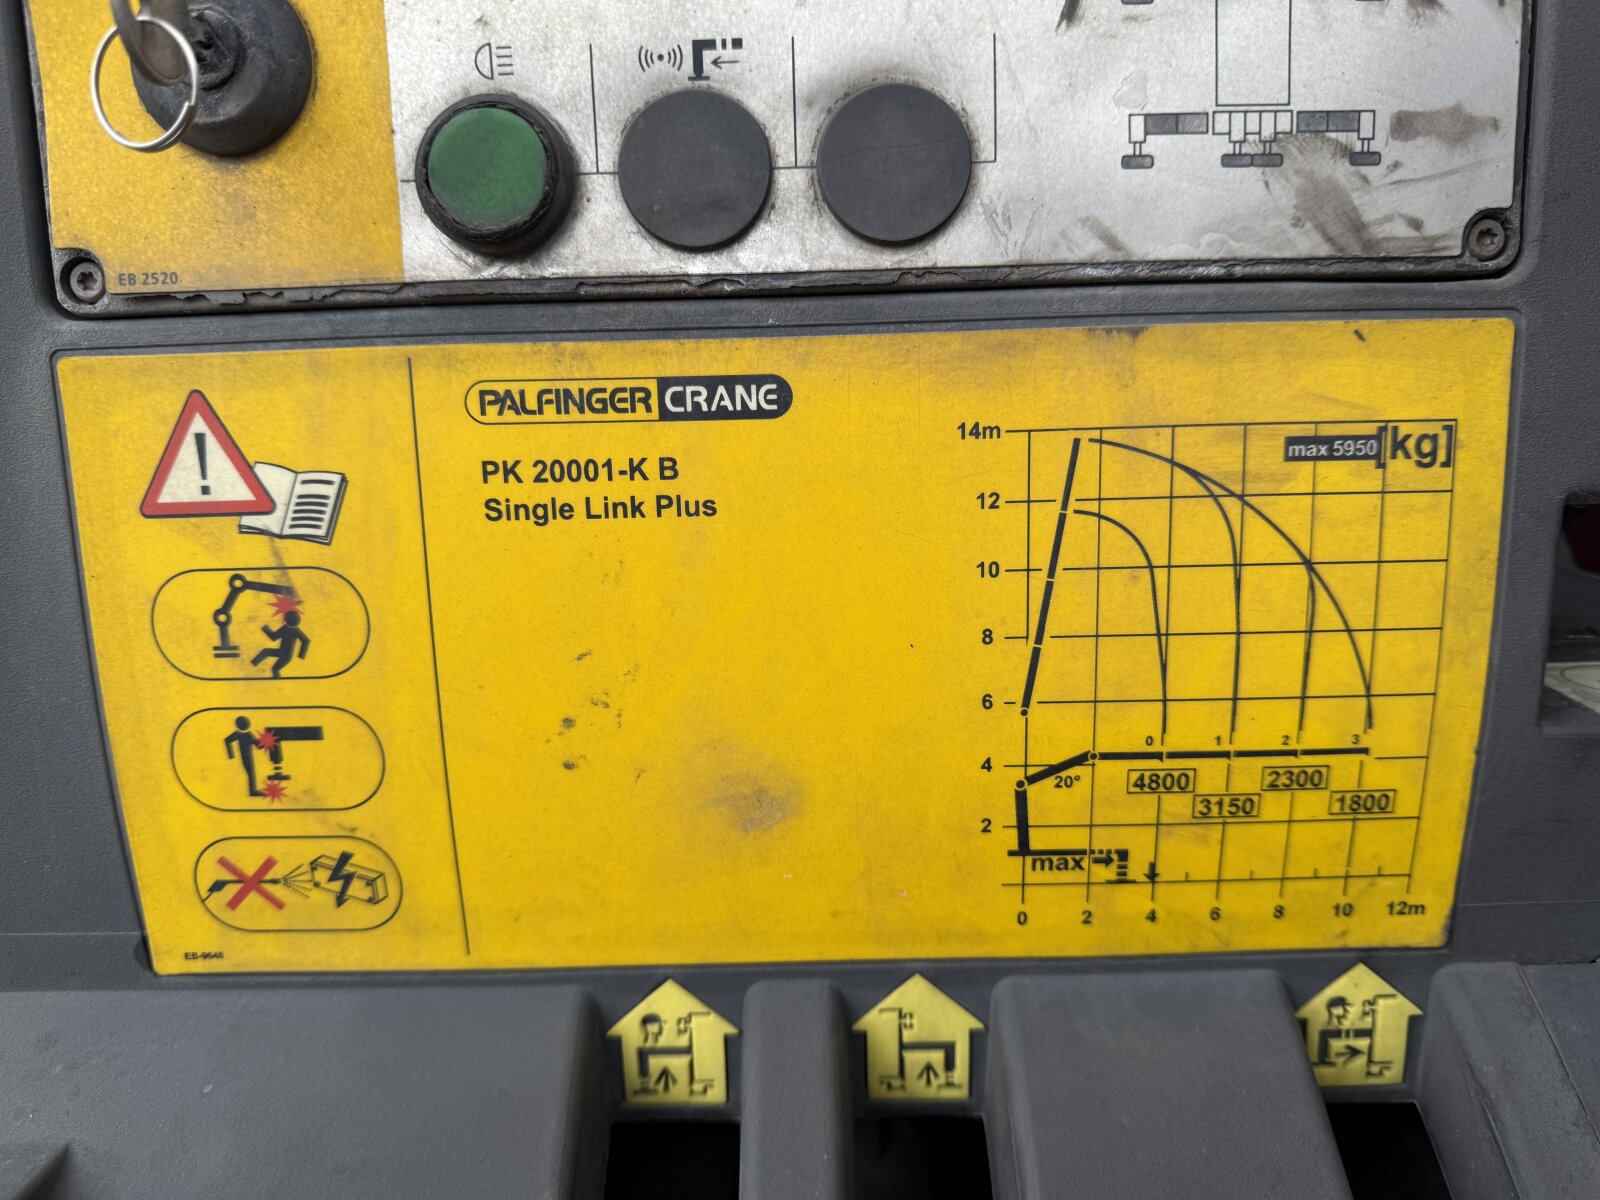 EB 2520
PALFINGER CRANE
PK 20001-K B
Single Link Plus
14m
max 5950 [kg]
12
10
8
6
0 1 2 3
4
20°
4800
2300
3150
1800
2
max
0 2 4 6 8 10 12m
EB-9646